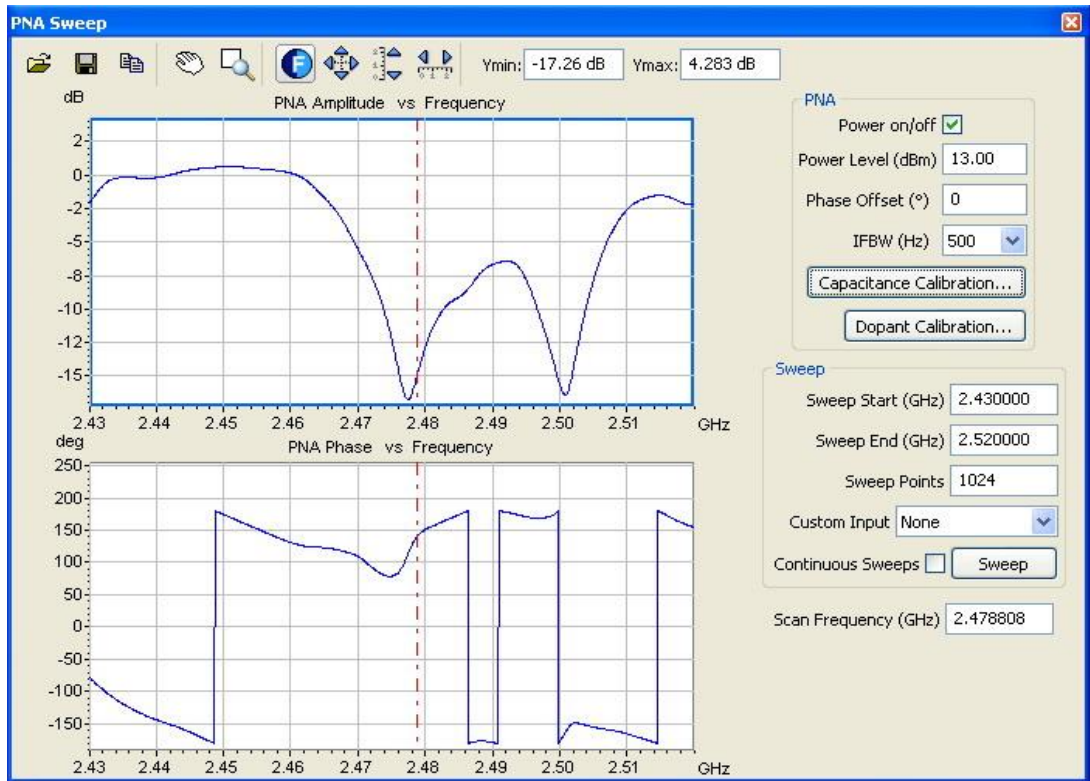 PNA Sweep
Ymin: -17.26 dB Ymax: 4.283 dB
dB
PNA Amplitude vs Frequency
2
0
-2
-5
-8
-10
-12
-15
2.43 2.44 2.45 2.46 2.47 2.48 2.49 2.50 2.51 GHz
deg
PNA Phase vs Frequency
250
200
150
100
50
0
-50
-100
-150
2.43 2.44 2.45 2.46 2.47 2.48 2.49 2.50 2.51 GHz
PNA
Power on/off
Power Level (dBm) 13.00
Phase Offset (°) 0
IFBW (Hz) 500
Capacitance Calibration...
Dopant Calibration...
Sweep
Sweep Start (GHz) 2.430000
Sweep End (GHz) 2.520000
Sweep Points 1024
Custom Input None
Continuous Sweeps Sweep
Scan Frequency (GHz) 2.478808